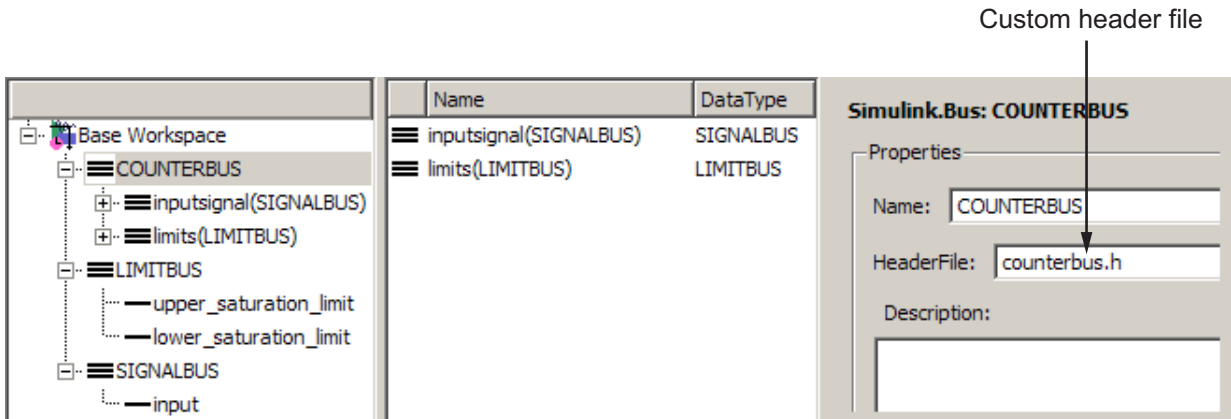 Custom header file
Name DataType
Base Workspace
COUNTERBUS
inputsignal(SIGNALBUS)
limits(LIMITBUS)
LIMITBUS
upper_saturation_limit
lower_saturation_limit
SIGNALBUS
input
inputsignal(SIGNALBUS) SIGNALBUS
limits(LIMITBUS) LIMITBUS
Simulink.Bus: COUNTERBUS
Properties
Name: COUNTERBUS
HeaderFile: counterbus.h
Description: